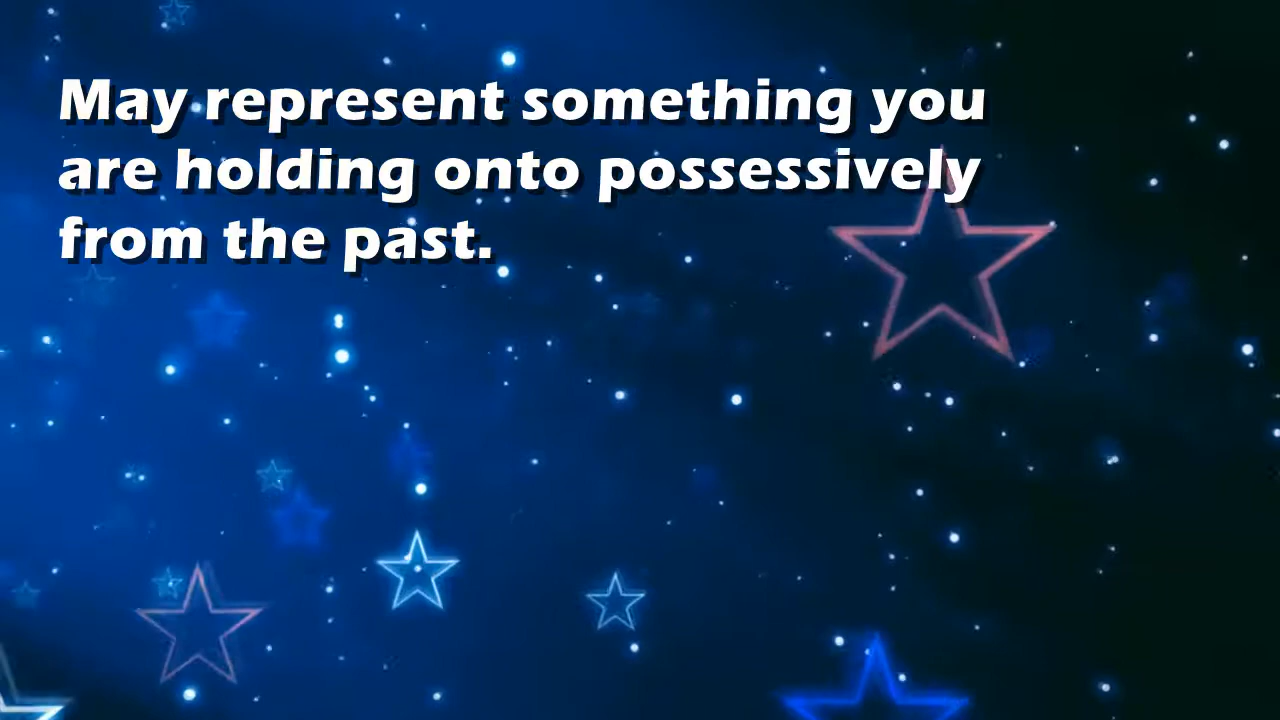 May represent something you
are holding onto possessively
from the past.